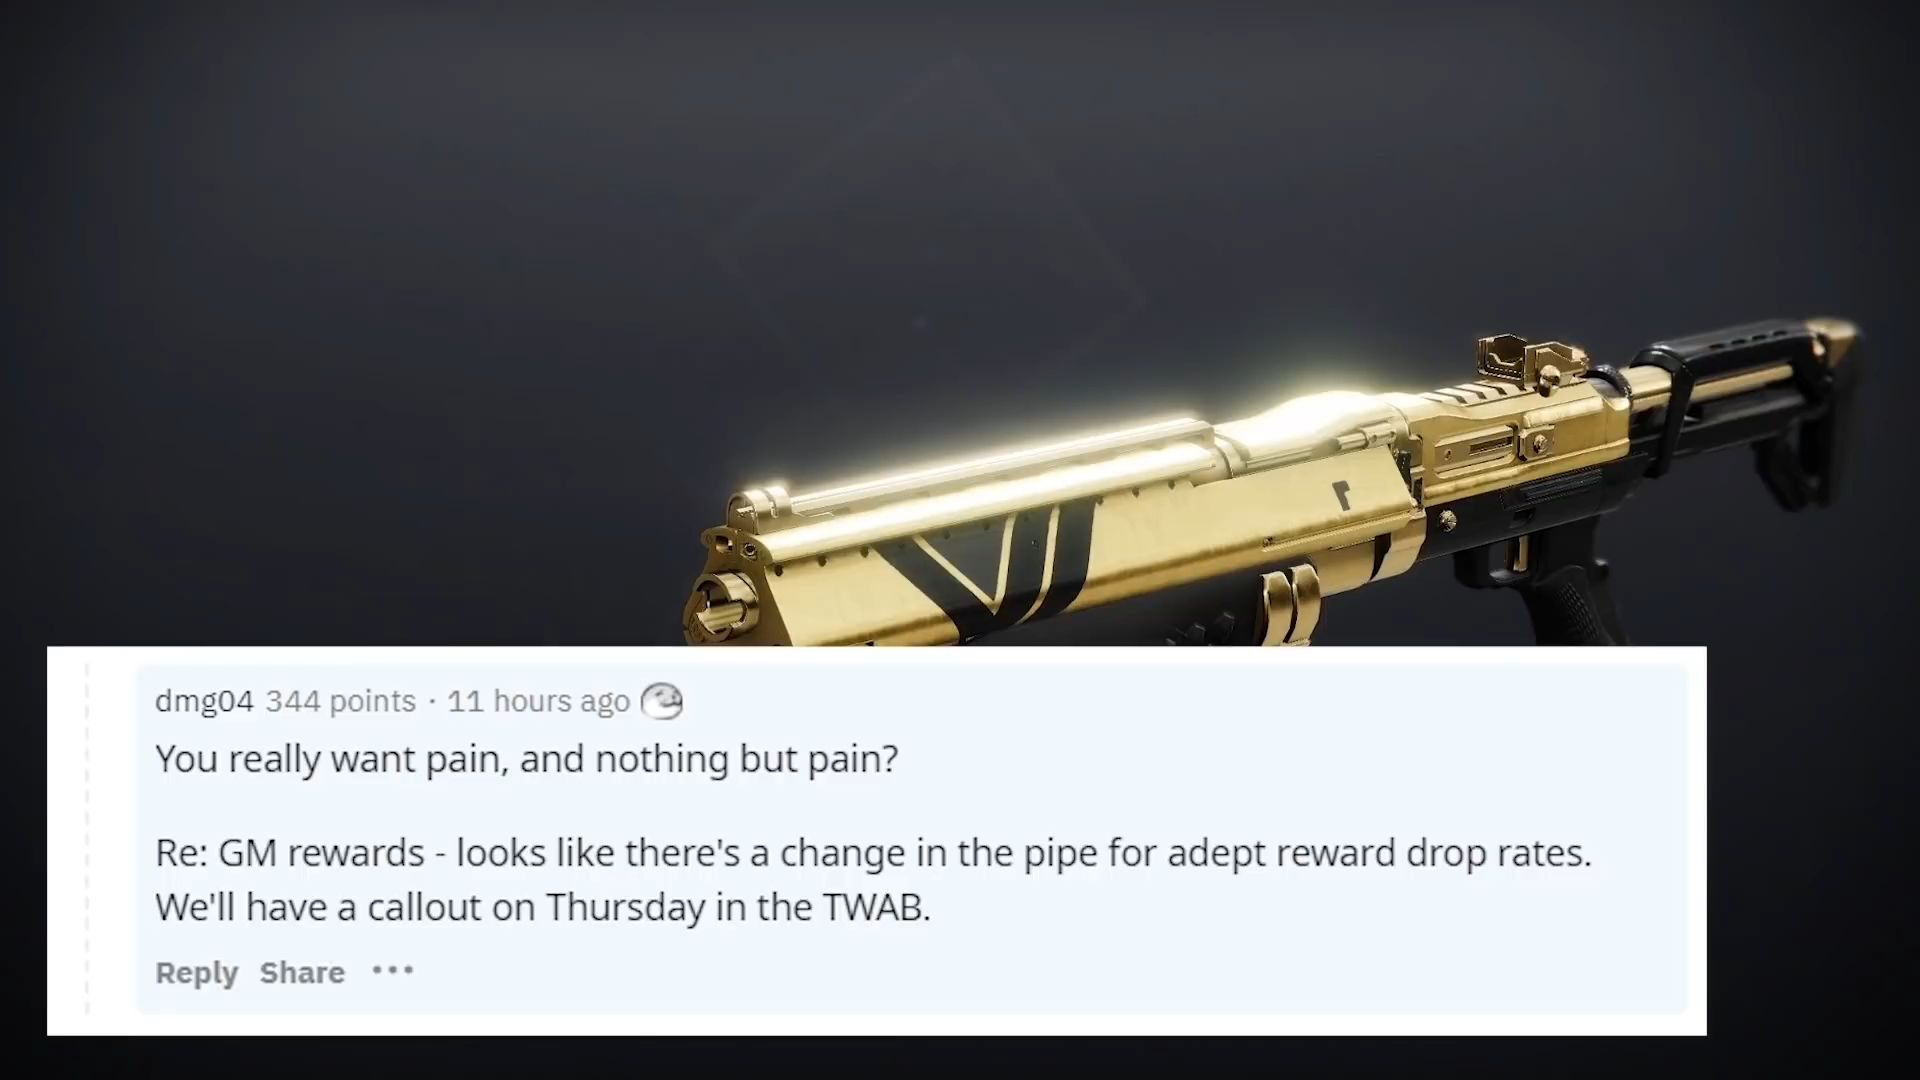 dmg04 344 points · 11 hours ago
You really want pain, and nothing but pain?
Re: GM rewards - looks like there's a change in the pipe for adept reward drop rates.
We'll have a callout on Thursday in the TWAB.
Reply Share •••